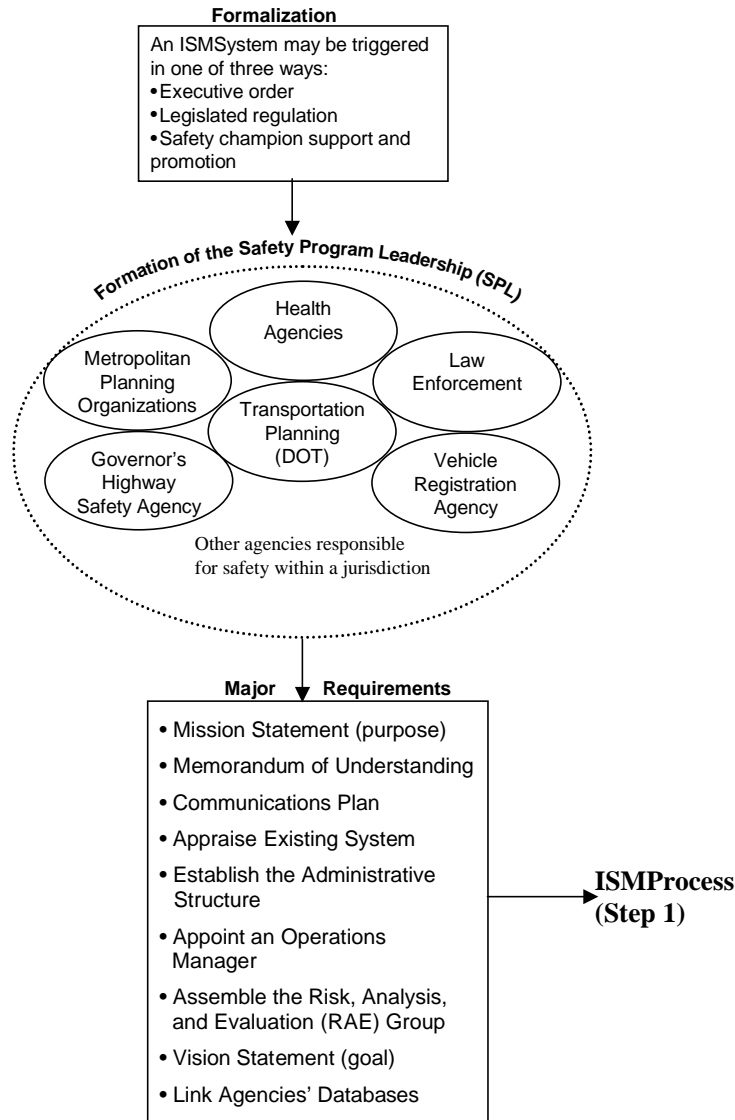 Formalization
An ISMSystem may be triggered
in one of three ways:
•Executive order
•Legislated regulation
•Safety champion support and
promotion
Formation of the Safety Program Leadership (SPL)
Health
Agencies
Metropolitan
Planning
Organizations
Law
Enforcement
Transportation
Planning
(DOT)
Governor's
Highway
Safety Agency
Vehicle
Registration
Agency
Other agencies responsible
for safety within a jurisdiction
Major Requirements
• Mission Statement (purpose)
• Memorandum of Understanding
• Communications Plan
• Appraise Existing System
• Establish the Administrative
Structure
• Appoint an Operations
Manager
• Assemble the Risk, Analysis,
and Evaluation (RAE) Group
• Vision Statement (goal)
• Link Agencies' Databases
ISMProcess
(Step 1)